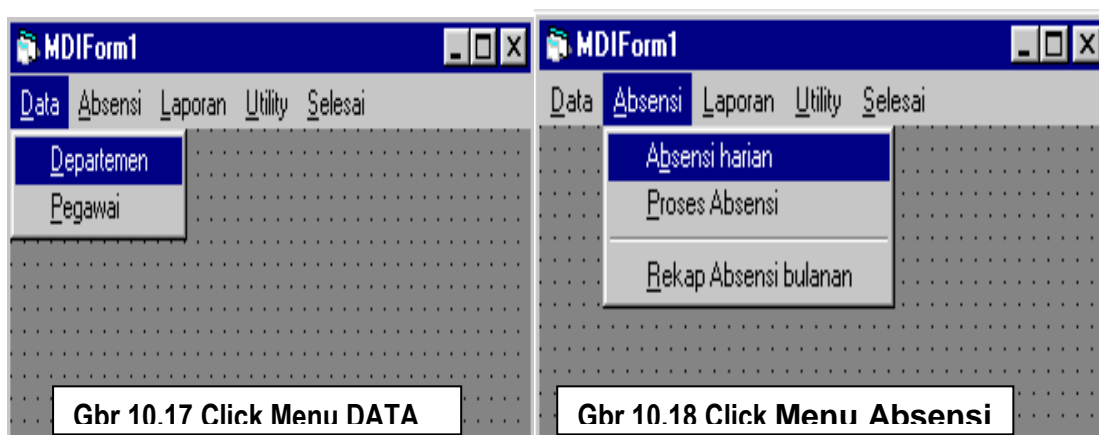 MDIForm1
Data Absensi Laporan Utility Selesai
Departemen
Pegawai
Gbr 10.17 Click Menu DATA
MDIForm1
Data Absensi Laporan Utility Selesai
Absensi harian
Proses Absensi
Rekap Absensi bulanan
Gbr 10.18 Click Menu Absensi